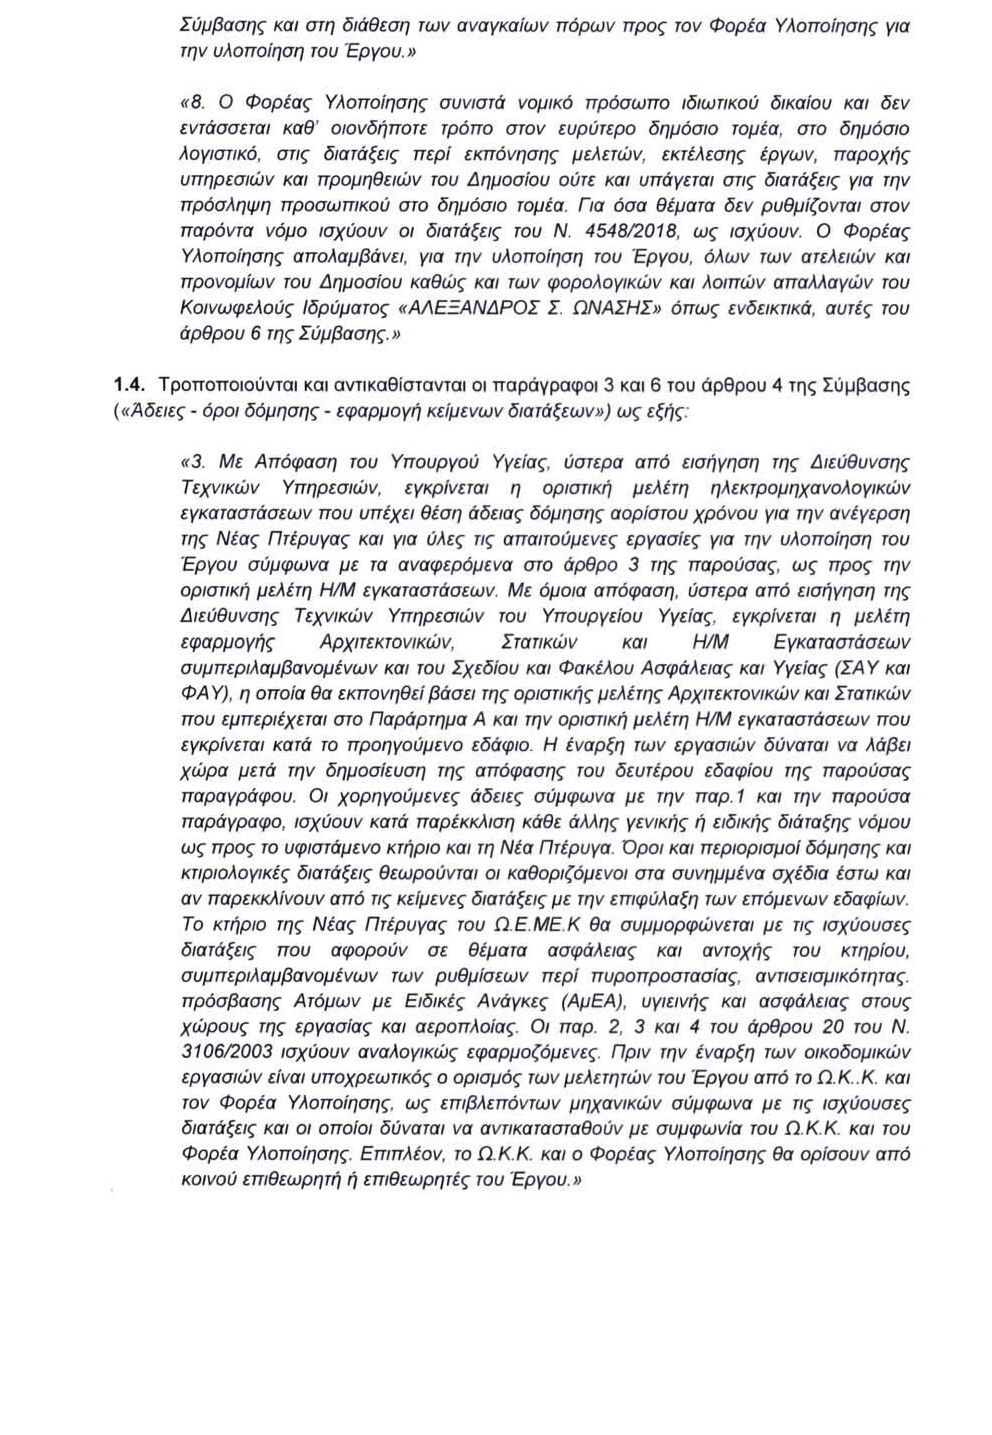 Σύμβασης και στη διάθεση των αναγκαίων πόρων προς τον Φορέα Υλοποίησης για
την υλοποίηση του Έργου.»
«8. Ο Φορέας Υλοποίησης συνιστά νομικό πρόσωπο ιδιωτικού δικαίου και δεν
εντάσσεται καθ' οιονδήποτε τρόπο στον ευρύτερο δημόσιο τομέα, στο δημόσιο
λογιστικό, στις διατάξεις περί εκπόνησης μελετών, εκτέλεσης έργων, παροχής
υπηρεσιών και προμηθειών του Δημοσίου ούτε και υπάγεται στις διατάξεις για την
πρόσληψη προσωπικού στο δημόσιο τομέα. Για όσα θέματα δεν ρυθμίζονται στον
παρόντα νόμο ισχύουν οι διατάξεις του Ν. 4548/2018, ως ισχύουν. Ο Φορέας
Υλοποίησης απολαμβάνει, για την υλοποίηση του Έργου, όλων των ατελειών και
προνομίων του Δημοσίου καθώς και των φορολογικών και λοιπών απαλλαγών του
Κοινωφελούς Ιδρύματος «ΑΛΕΞΑΝΔΡΟΣ Σ. ΩΝΑΣΗΣ» όπως ενδεικτικά, αυτές του
άρθρου 6 της Σύμβασης.»
1.4. Τροποποιούνται και αντικαθίστανται οι παράγραφοι 3 και 6 του άρθρου 4 της Σύμβασης
(«Άδειες - όροι δόμησης - εφαρμογή κείμενων διατάξεων») ως εξής:
«3. Με Απόφαση του Υπουργού Υγείας, ύστερα από εισήγηση της Διεύθυνσης
Τεχνικών Υπηρεσιών, εγκρίνεται η οριστική μελέτη ηλεκτρομηχανολογικών
εγκαταστάσεων που υπέχει θέση άδειας δόμησης αορίστου χρόνου για την ανέγερση
της Νέας Πτέρυγας και για ύλες τις απαιτούμενες εργασίες για την υλοποίηση του
Έργου σύμφωνα με τα αναφερόμενα στο άρθρο 3 της παρούσας, ως προς την
οριστική μελέτη Η/Μ εγκαταστάσεων. Με όμοια απόφαση, ύστερα από εισήγηση της
Διεύθυνσης Τεχνικών Υπηρεσιών του Υπουργείου Υγείας, εγκρίνεται η μελέτη
εφαρμογής Αρχιτεκτονικών, Στατικών και Η/Μ Εγκαταστάσεων
συμπεριλαμβανομένων και του Σχεδίου και Φακέλου Ασφάλειας και Υγείας (ΣΑΥ και
ΦΑΥ), η οποία θα εκπονηθεί βάσει της οριστικής μελέτης Αρχιτεκτονικών και Στατικών
που εμπεριέχεται στο Παράρτημα Α και την οριστική μελέτη Η/Μ εγκαταστάσεων που
εγκρίνεται κατά το προηγούμενο εδάφιο. Η έναρξη των εργασιών δύναται να λάβει
χώρα μετά την δημοσίευση της απόφασης του δευτέρου εδαφίου της παρούσας
παραγράφου. Οι χορηγούμενες άδειες σύμφωνα με την παρ.1 και την παρούσα
παράγραφο, ισχύουν κατά παρέκκλιση κάθε άλλης γενικής ή ειδικής διάταξης νόμου
ως προς το υφιστάμενο κτήριο και τη Νέα Πτέρυγα. Όροι και περιορισμοί δόμησης και
κτιριολογικές διατάξεις θεωρούνται οι καθοριζόμενοι στα συνημμένα σχέδια έστω και
αν παρεκκλίνουν από τις κείμενες διατάξεις με την επιφύλαξη των επόμενων εδαφίων.
Το κτήριο της Νέας Πτέρυγας του Ω.Ε.ΜΕ.Κ θα συμμορφώνεται με τις ισχύουσες
διατάξεις που αφορούν σε θέματα ασφάλειας και αντοχής του κτηρίου,
συμπεριλαμβανομένων των ρυθμίσεων περί πυροπροστασίας, αντισεισμικότητας.
πρόσβασης Ατόμων με Ειδικές Ανάγκες (ΑμΕΑ), υγιεινής και ασφάλειας στους
χώρους της εργασίας και αεροπλοίας. Οι παρ. 2, 3 και 4 του άρθρου 20 του Ν.
3106/2003 ισχύουν αναλογικώς εφαρμοζόμενες. Πριν την έναρξη των οικοδομικών
εργασιών είναι υποχρεωτικός ο ορισμός των μελετητών του Έργου από το Ω.Κ..Κ. και
τον Φορέα Υλοποίησης, ως επιβλεπόντων μηχανικών σύμφωνα με τις ισχύουσες
διατάξεις και οι οποίοι δύναται να αντικατασταθούν με συμφωνία του Ω.Κ.Κ. και του
Φορέα Υλοποίησης. Επιπλέον, το Ω.Κ.Κ. και ο Φορέας Υλοποίησης θα ορίσουν από
κοινού επιθεωρητή ή επιθεωρητές του Έργου.»